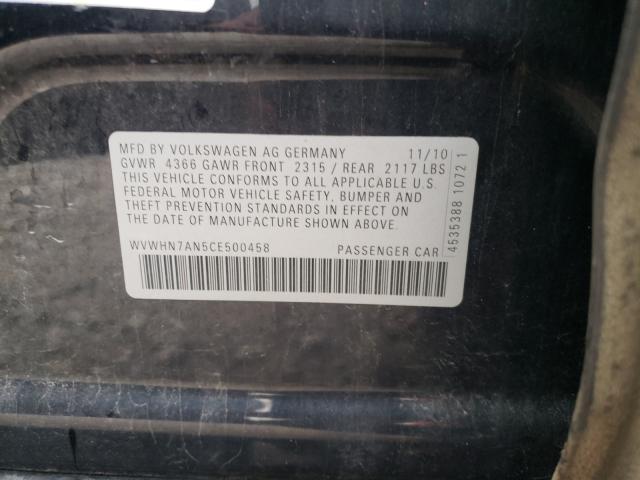 MFD BY VOLKSWAGEN AG GERMANY 11/10
GVWR 4366 GAWR FRONT 2315 / REAR 2117 LBS
THIS VEHICLE CONFORMS TO ALL APPLICABLE U.S.
FEDERAL MOTOR VEHICLE SAFETY, BUMPER AND
THEFT PREVENTION STANDARDS IN EFFECT ON
THE DATE OF MANUFACTURE SHOWN ABOVE.
WVWHN7AN5CE500458 PASSENGER CAR
4535388 1072 1